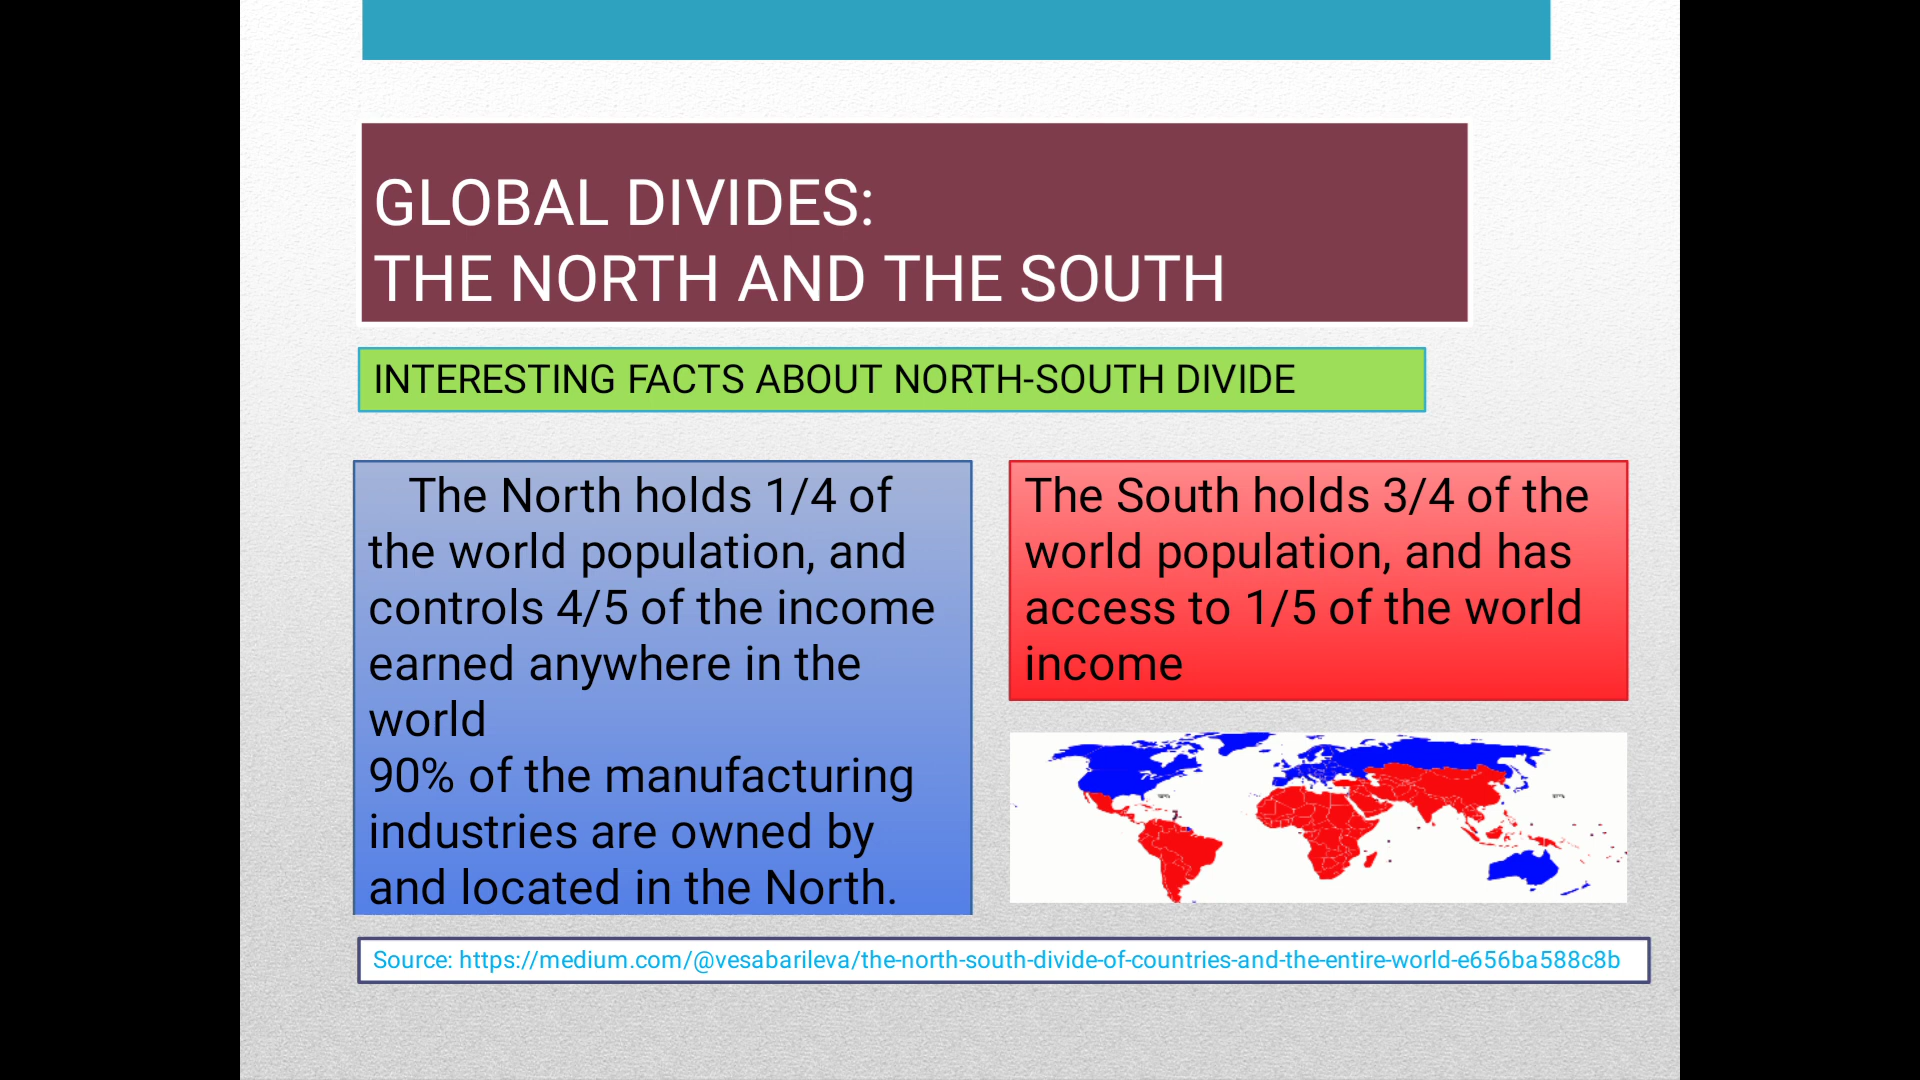 GLOBAL DIVIDES:
THE NORTH AND THE SOUTH
INTERESTING FACTS ABOUT NORTH-SOUTH DIVIDE
The North holds 1/4 of
the world population, and
controls 4/5 of the income
earned anywhere in the
world
90% of the manufacturing
industries are owned by
and located in the North.
The South holds 3/4 of the
world population, and has
access to 1/5 of the world
income
Source: https://medium.com/@vesabarileva/the-north-south-divide-of-countries-and-the-entire-world-e656ba588c8b